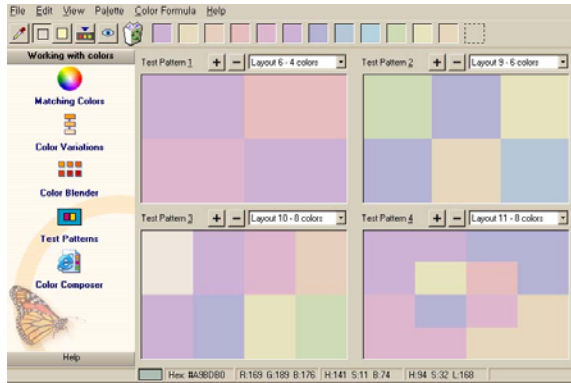 File Edit View Palette Color Formula Help
Working with colors
Matching Colors
Color Variations
Color Blender
Test Patterns
Color Composer
Help
Test Pattern 1 + − Layout 6 - 4 colors
Test Pattern 2 + − Layout 9 - 6 colors
Test Pattern 3 + − Layout 10 - 8 colors
Test Pattern 4 + − Layout 11 - 8 colors
Hex: #A9BDB0 R:169 G:189 B:176 H:141 S:11 B:74 H:94 S:32 L:168